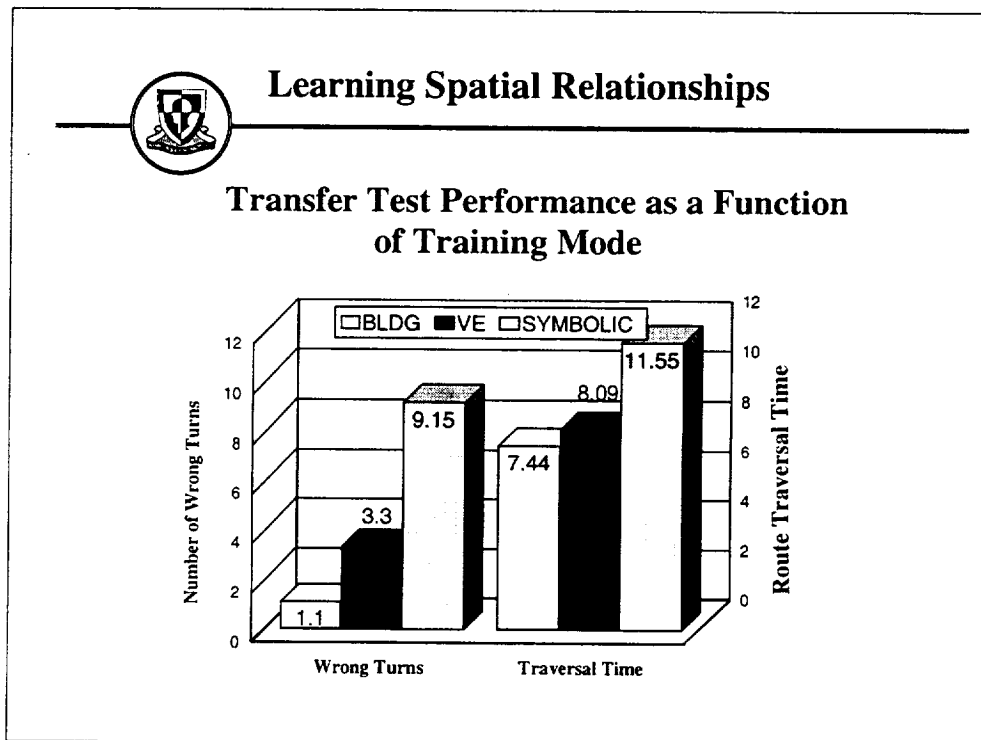 Learning Spatial Relationships
Transfer Test Performance as a Function
of Training Mode
BLDG VE SYMBOLIC
Number of Wrong Turns
12
10
8
6
4
2
0
1.1
3.3
9.15
7.44
8.09
11.55
12
10
8
6
4
2
0
Route Traversal Time
Wrong Turns Traversal Time